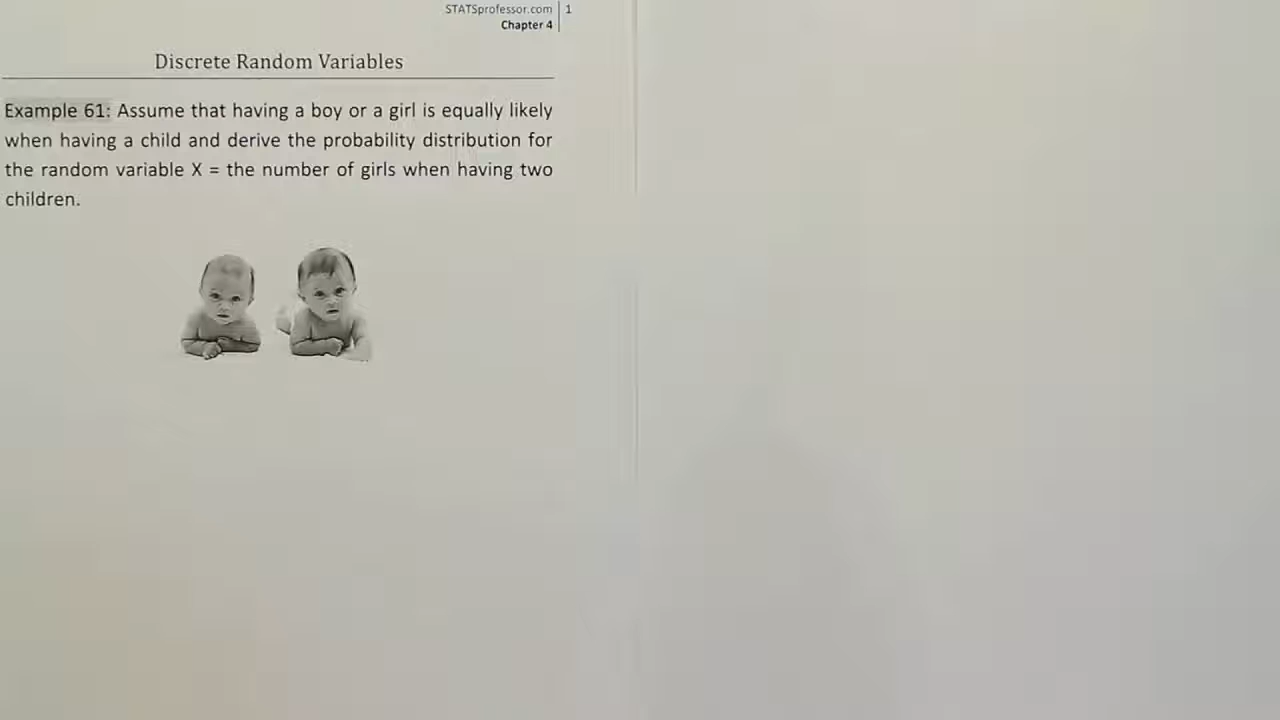 STATSprofessor.com 1
Chapter 4
Discrete Random Variables
Example 61: Assume that having a boy or a girl is equally likely
when having a child and derive the probability distribution for
the random variable X = the number of girls when having two
children.